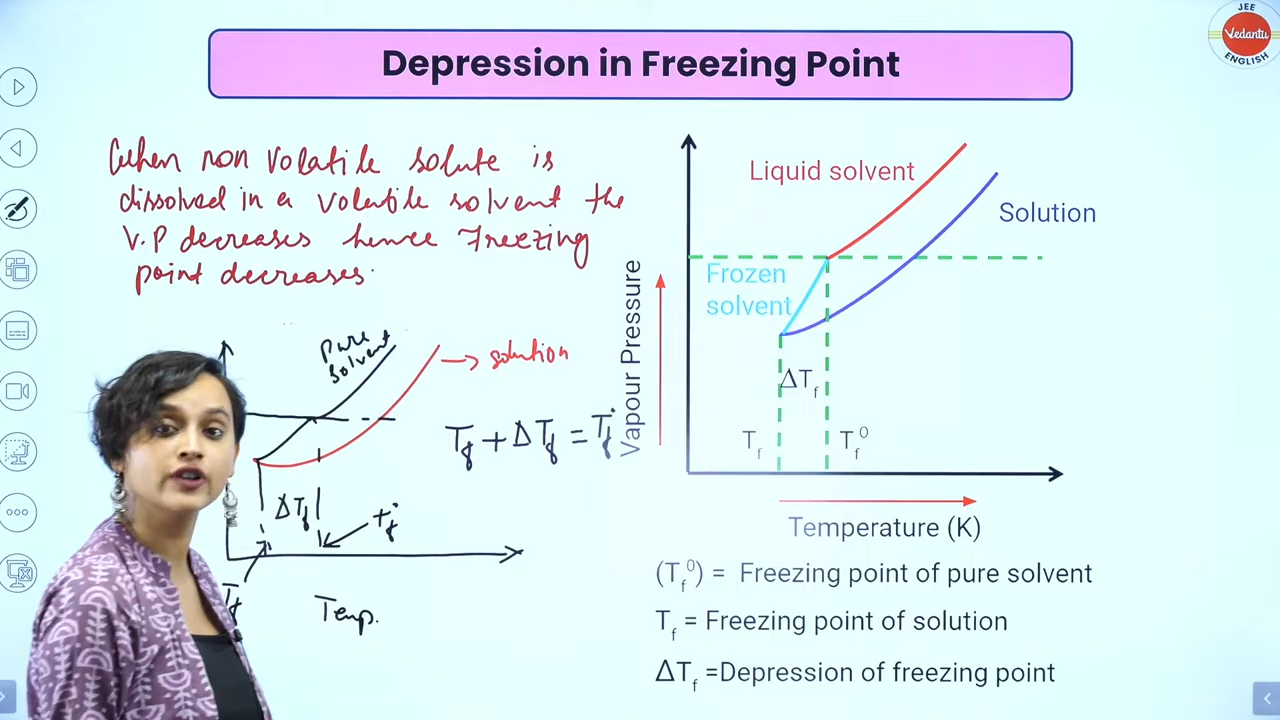 JEE
Vedantu
ENGLISH
Depression in Freezing Point
When non volatile solute is
dissolved in a volatile solvent the
V.P decreases hence freezing
point decreases.
Pure
solvent
solution
Tf + ΔTf = Tf°
ΔTf
Tf°
Tf
Temp.
Liquid solvent
Solution
Frozen
solvent
Vapour Pressure
ΔTf
Tf
Tf⁰
Temperature (K)
(Tf⁰) = Freezing point of pure solvent
Tf = Freezing point of solution
ΔTf =Depression of freezing point